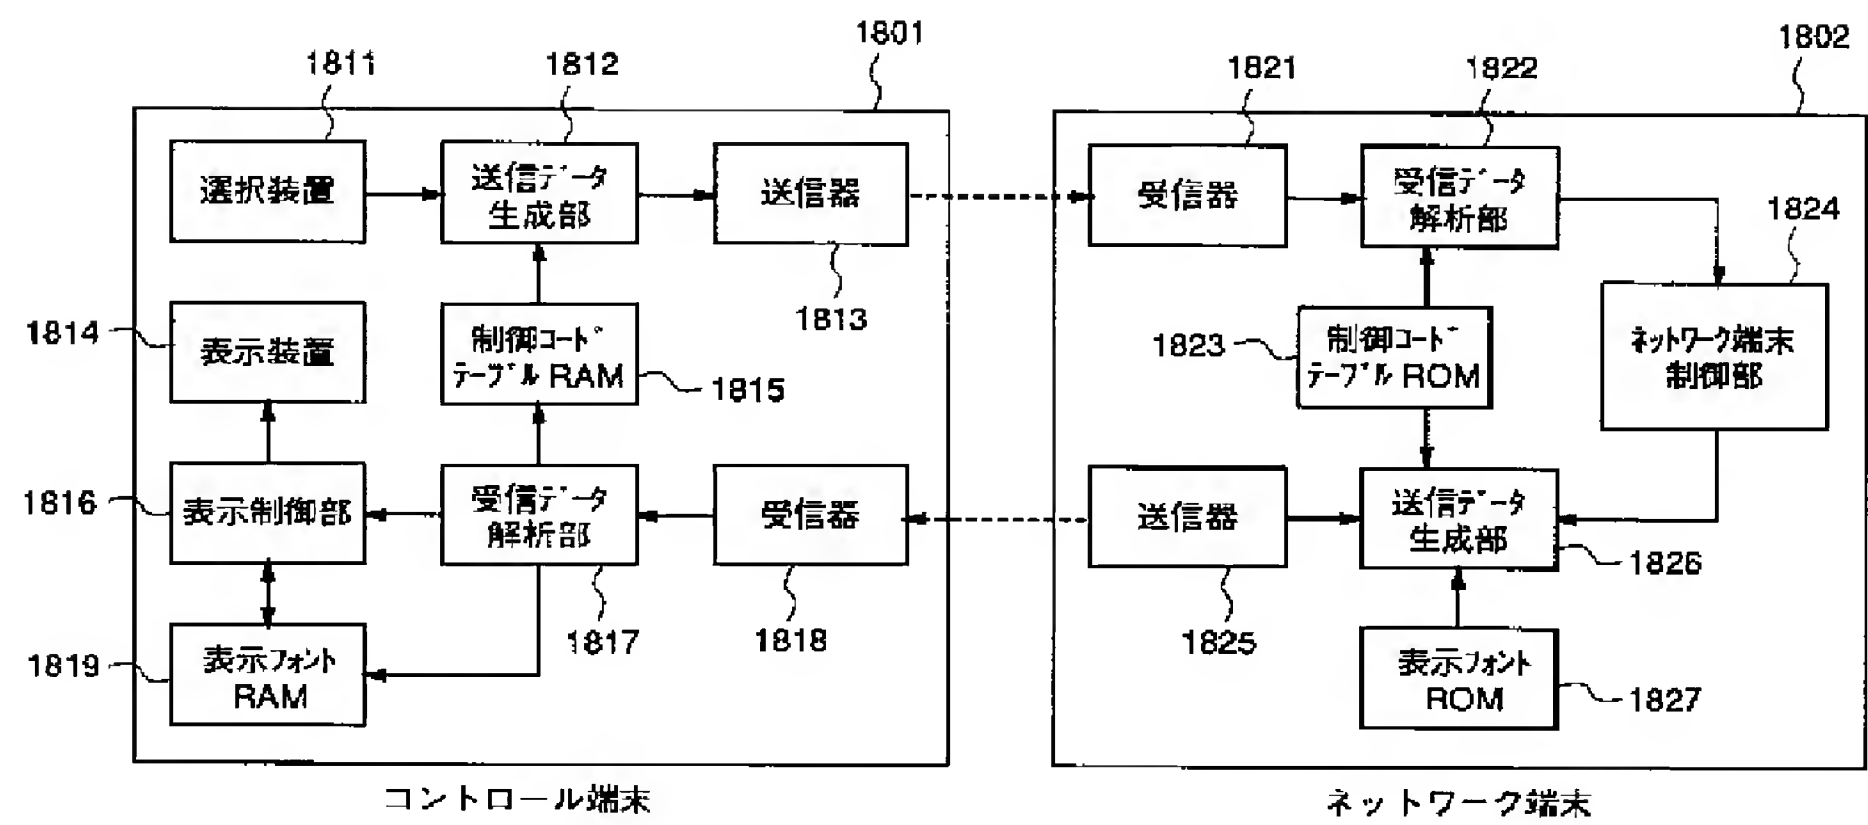 1801
1802
1811
1812
1821
1822
選択装置
送信データ
生成部
送信器
受信器
受信データ
解析部
1824
1813
1814
表示装置
制御コード
テーブル RAM
1815
1823
制御コード
テーブル ROM
ネットワーク端末
制御部
1816
表示制御部
受信データ
解析部
受信器
送信器
送信データ
生成部
1826
1817
1818
1825
1819
表示フォント
RAM
表示フォント
ROM
1827
コントロール端末
ネットワーク端末